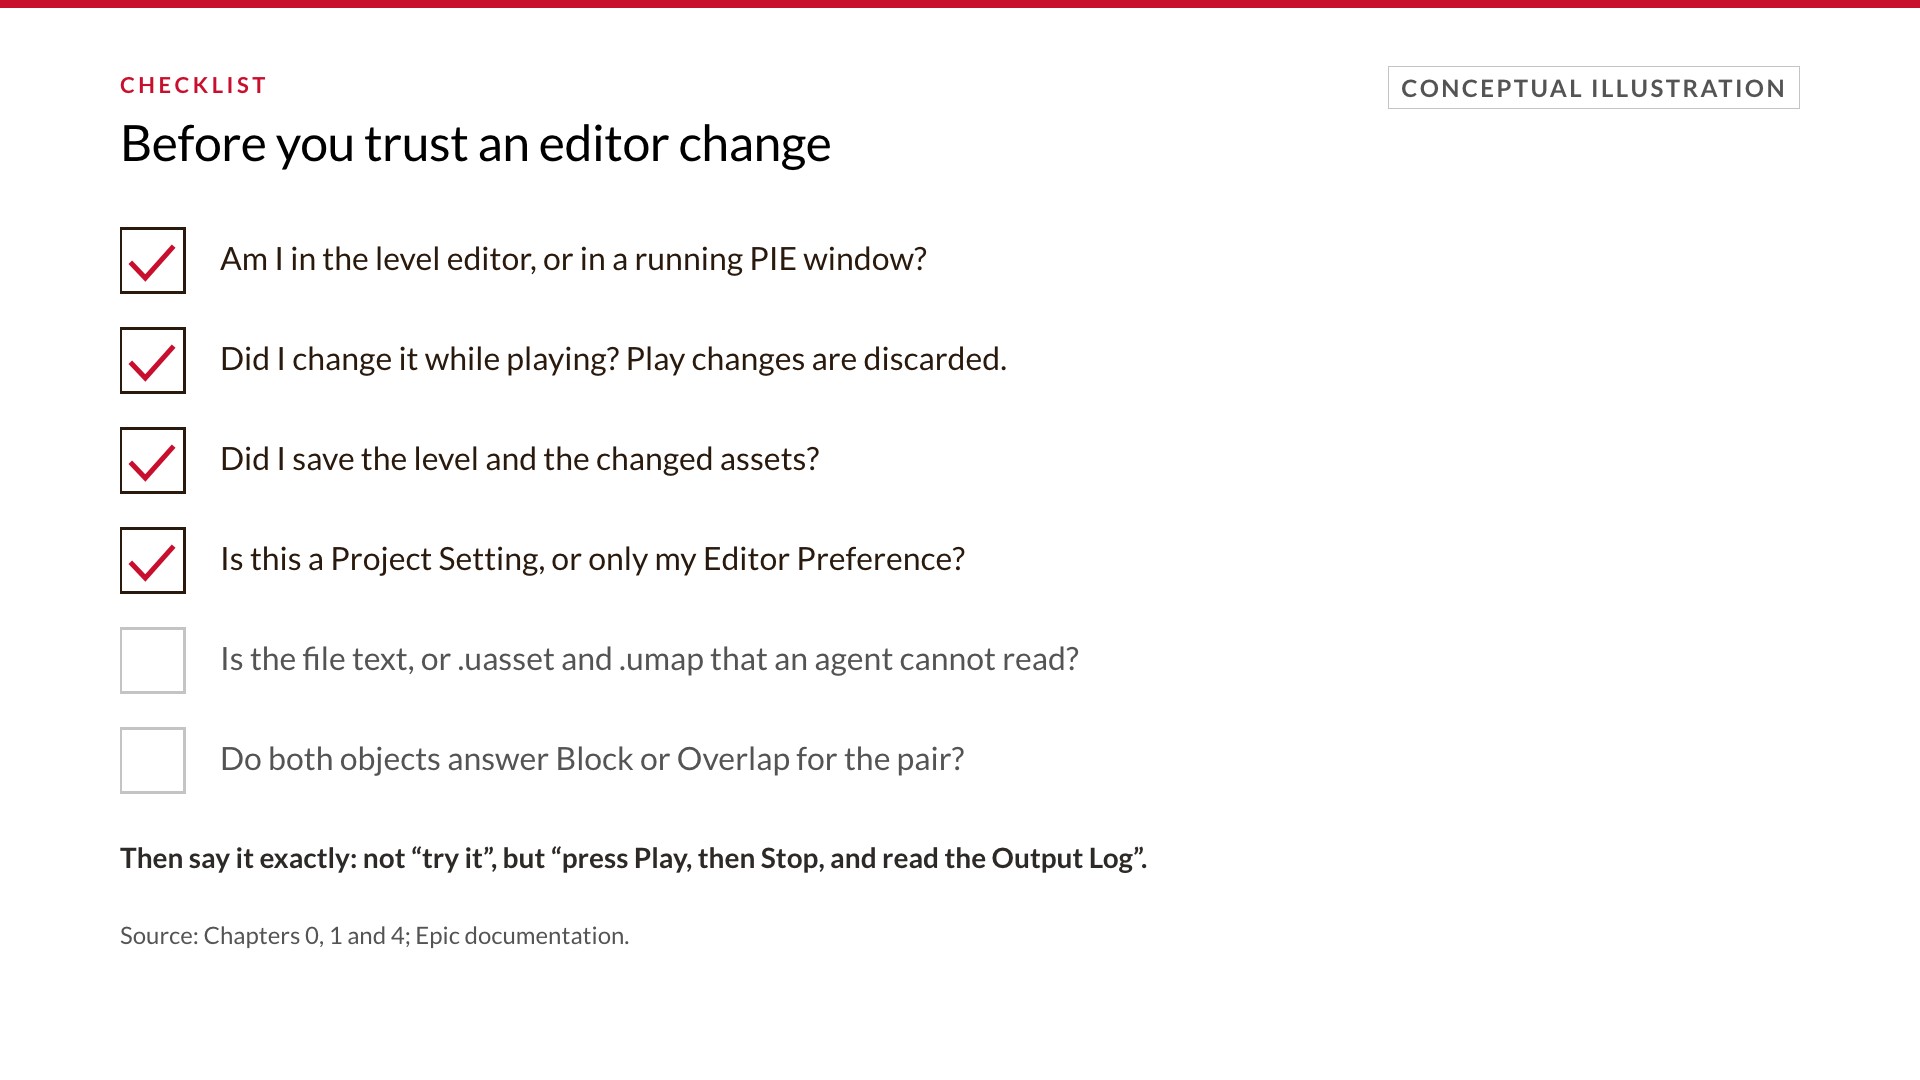 CHECKLIST
CONCEPTUAL ILLUSTRATION
Before you trust an editor change
Am I in the level editor, or in a running PIE window?
Did I change it while playing? Play changes are discarded.
Did I save the level and the changed assets?
Is this a Project Setting, or only my Editor Preference?
Is the file text, or .uasset and .umap that an agent cannot read?
Do both objects answer Block or Overlap for the pair?
Then say it exactly: not “try it”, but “press Play, then Stop, and read the Output Log”.
Source: Chapters 0, 1 and 4; Epic documentation.